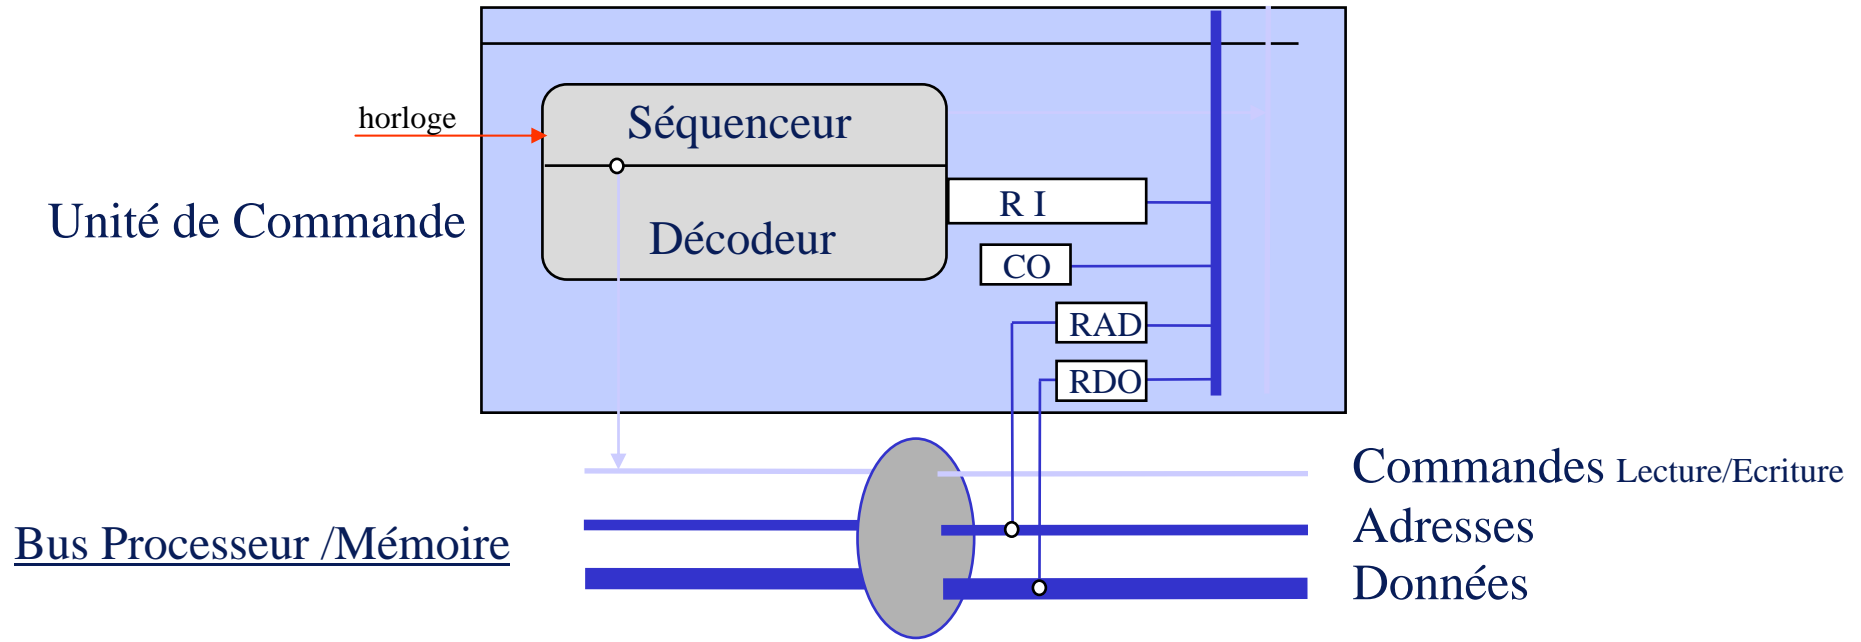 horloge
Séquenceur
Unité de Commande
Décodeur
R I
CO
RAD
RDO
Commandes Lecture/Ecriture
Bus Processeur /Mémoire
Adresses
Données